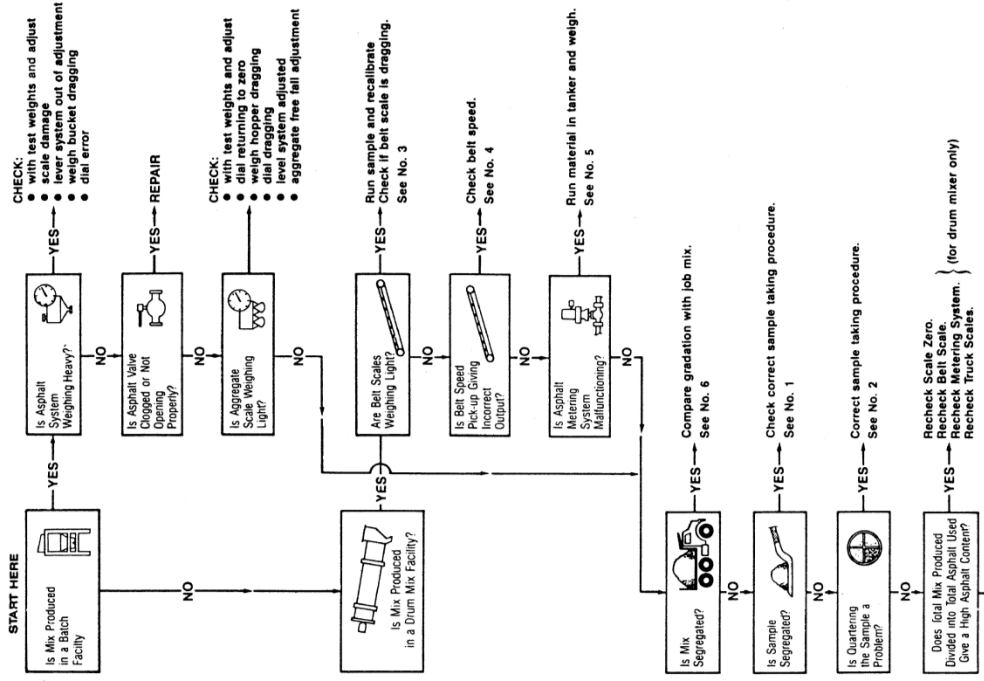 START HERE
Is Mix Produced
in a Batch
Facility
YES
NO
Is Asphalt
System
Weighing Heavy?
YES
CHECK:
● with test weights and adjust
● scale damage
● lever system out of adjustment
● weigh bucket dragging
● dial error
NO
Is Asphalt Valve
Clogged or Not
Opening
Property?
YES
REPAIR
NO
Is Aggregate
Scale Weighing
Light?
CHECK:
● with test weights and adjust
● dial returning to zero
● weigh hopper dragging
● dial dragging
● level system adjusted
● aggregate free fall adjustment
NO
Is Mix Produced
in a Drum Mix Facility?
YES
Are Belt Scales
Weighing Light?
YES
Run sample and recalibrate
Check if belt scale is dragging.
See No. 3
NO
Is Belt Speed
Pick-up Giving
Incorrect
Output?
YES
Check belt speed.
See No. 4
NO
Is Asphalt
Metering
System
Malfunctioning?
YES
Run material in tanker and weigh.
See No. 5
NO
Is Mix
Segregated?
YES
Compare gradation with job mix.
See No. 6
NO
Is Sample
Segregated?
YES
Check correct sample taking procedure.
See No. 1
NO
Is Quartering
the Sample a
Problem?
YES
Correct sample taking procedure.
See No. 2
NO
Does Total Mix Produced
Divided into Total Asphalt Used
Give a High Asphalt Content?
YES
Recheck Scale Zero.
Recheck Belt Scale.
Recheck Metering System.
Recheck Truck Scales.
(for drum mixer only)